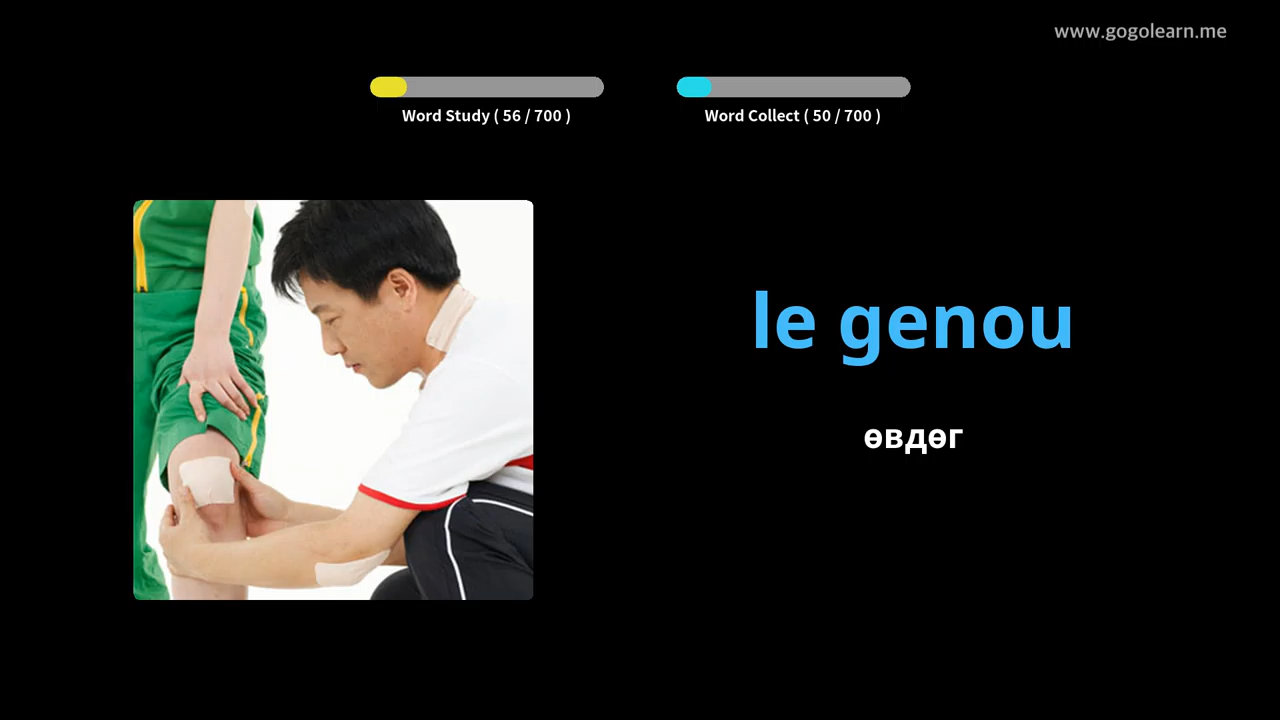 www.gogolearn.me
Word Study ( 56 / 700 )
Word Collect ( 50 / 700 )
le genou
өвдөг